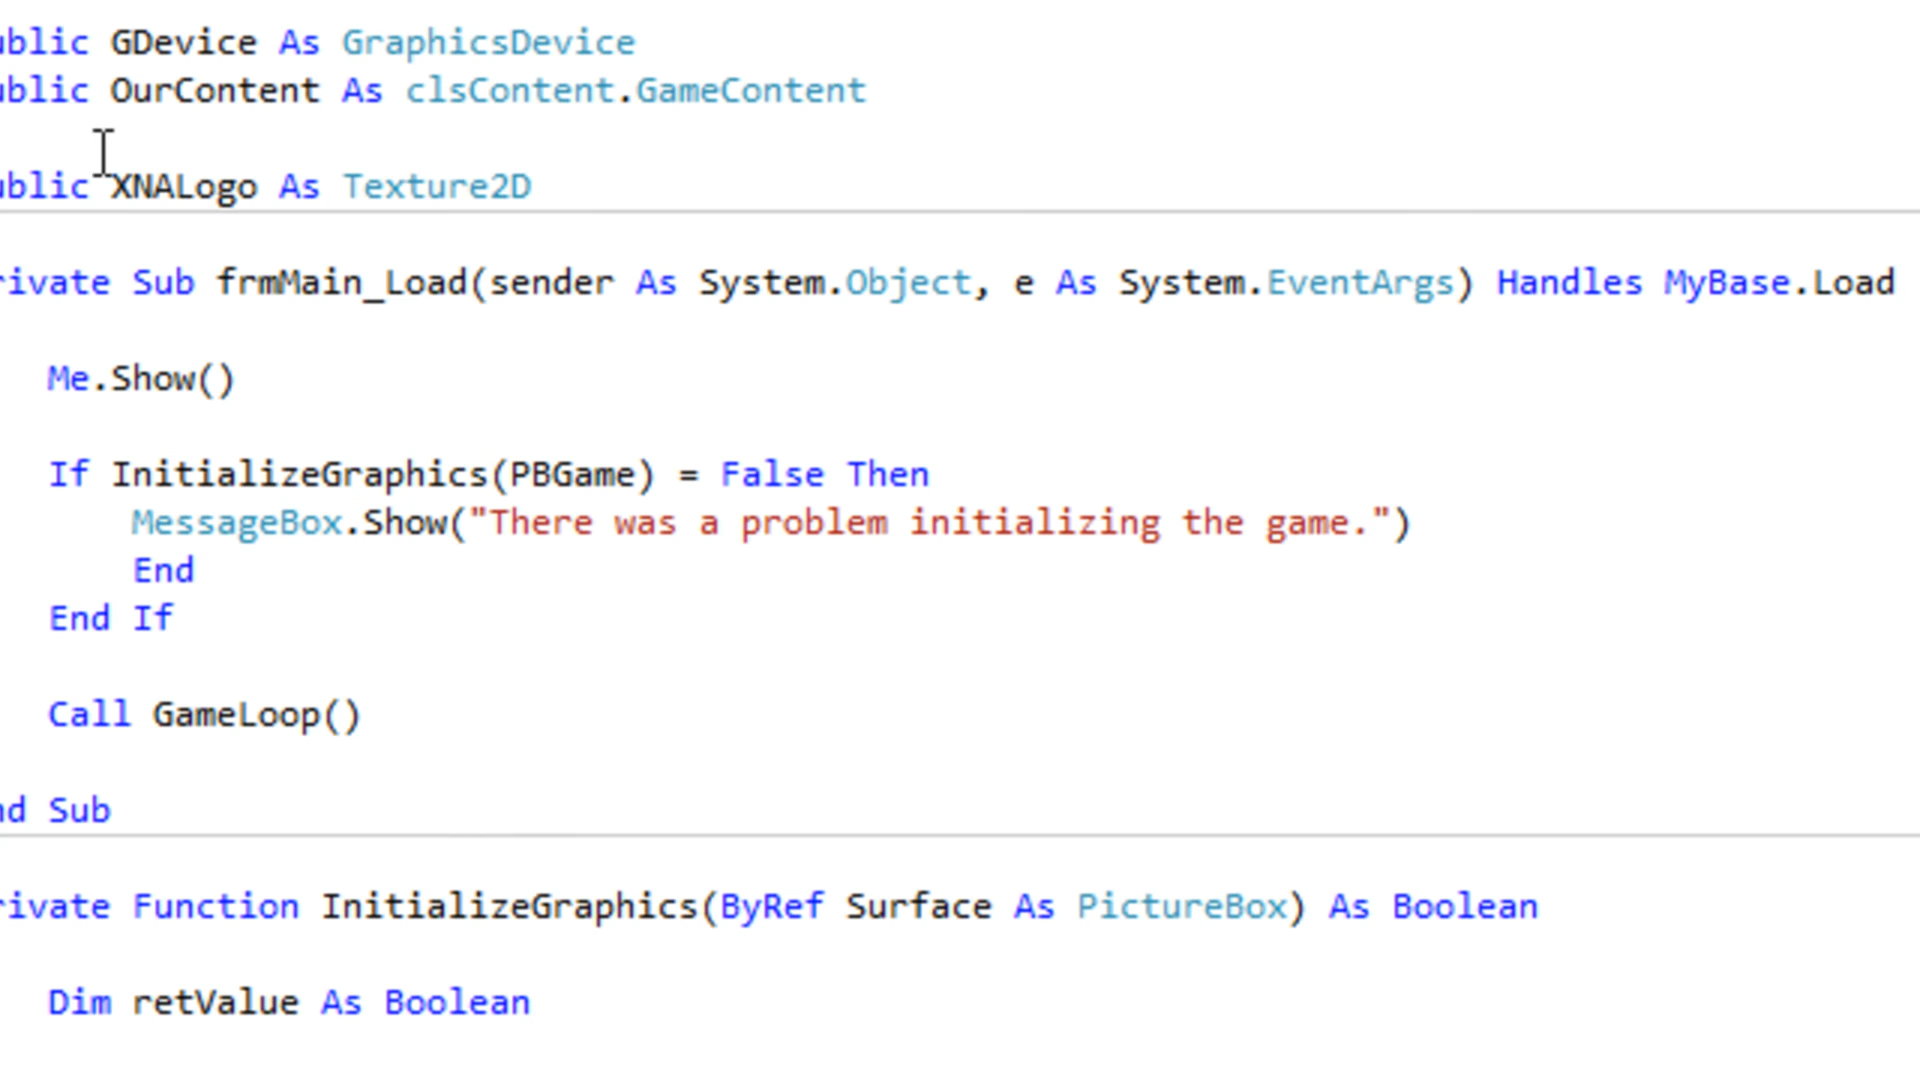 ublic GDevice As GraphicsDevice
ublic OurContent As clsContent.GameContent
ublic XNALogo As Texture2D
rivate Sub frmMain_Load(sender As System.Object, e As System.EventArgs) Handles MyBase.Load
Me.Show()
If InitializeGraphics(PBGame) = False Then
MessageBox.Show("There was a problem initializing the game.")
End
End If
Call GameLoop()
nd Sub
rivate Function InitializeGraphics(ByRef Surface As PictureBox) As Boolean
Dim retValue As Boolean